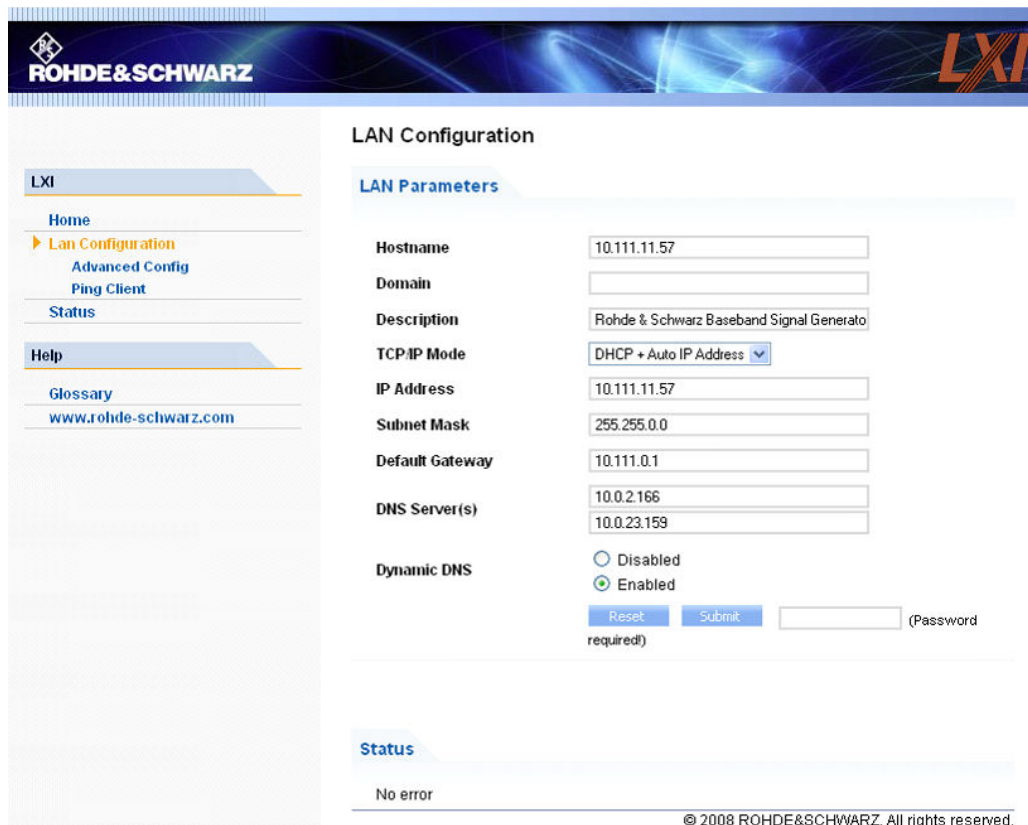 ROHDE&SCHWARZ
LXI
LAN Configuration
LXI
Home
Lan Configuration
Advanced Config
Ping Client
Status
Help
Glossary
www.rohde-schwarz.com
LAN Parameters
Hostname 10.111.11.57
Domain
Description Rohde & Schwarz Baseband Signal Generato
TCP/IP Mode DHCP + Auto IP Address
IP Address 10.111.11.57
Subnet Mask 255.255.0.0
Default Gateway 10.111.0.1
DNS Server(s) 10.0.2.166
10.0.23.159
Dynamic DNS Disabled
Enabled
Reset Submit (Password
required!)
Status
No error
© 2008 ROHDE&SCHWARZ. All rights reserved.